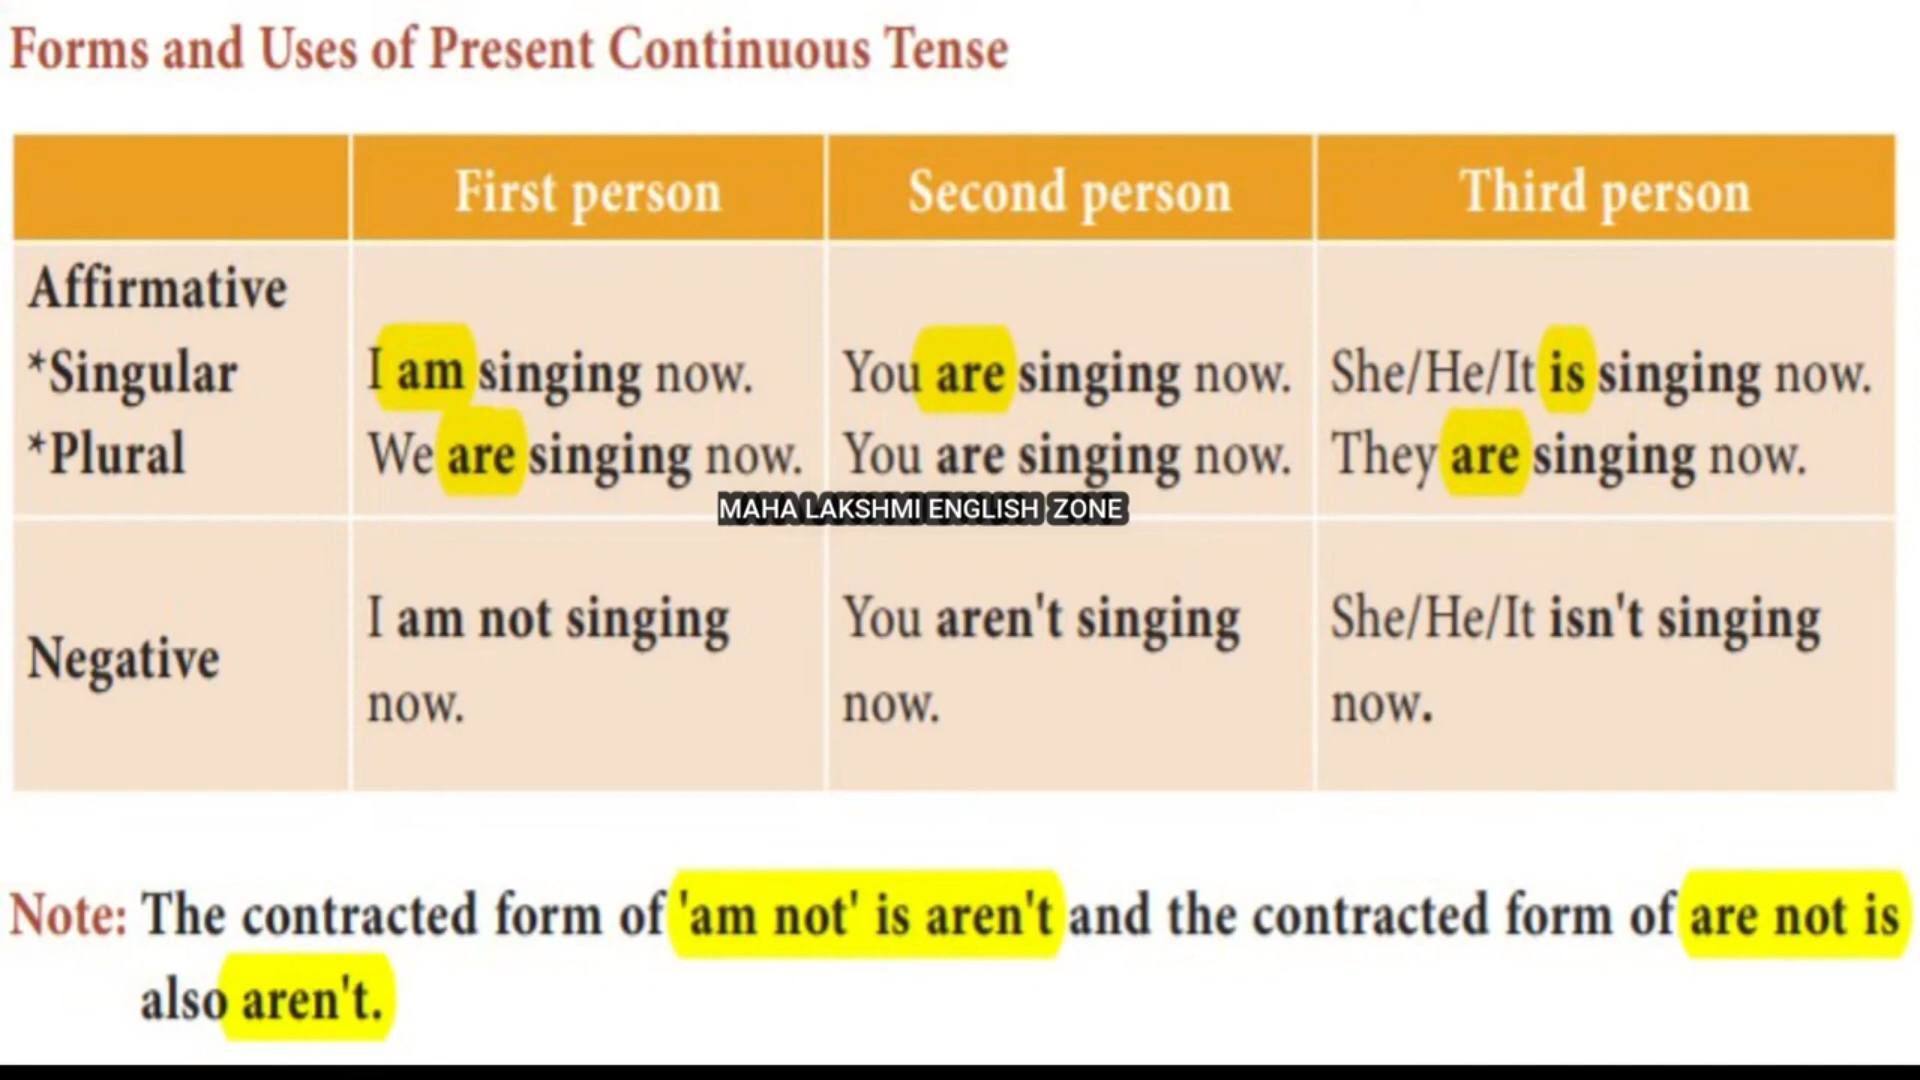 Forms and Uses of Present Continuous Tense
First person Second person Third person
Affirmative
*Singular I am singing now. You are singing now. She/He/It is singing now.
*Plural We are singing now. You are singing now. They are singing now.
MAHA LAKSHMI ENGLISH ZONE
Negative
I am not singing now.
You aren't singing now.
She/He/It isn't singing now.
Note: The contracted form of 'am not' is aren't and the contracted form of are not is
also aren't.